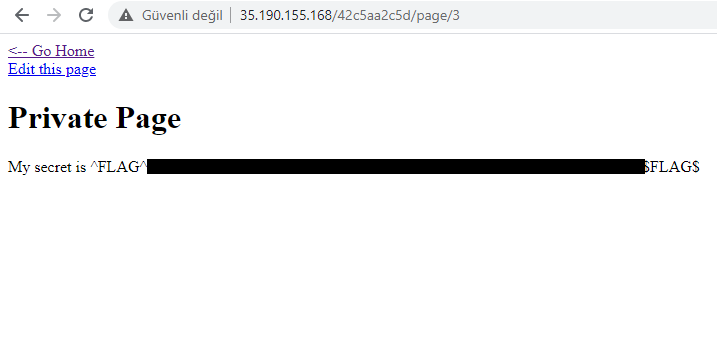 Güvenli değil | 35.190.155.168/42c5aa2c5d/page/3
<-- Go Home
Edit this page
Private Page
My secret is ^FLAG^ $FLAG$